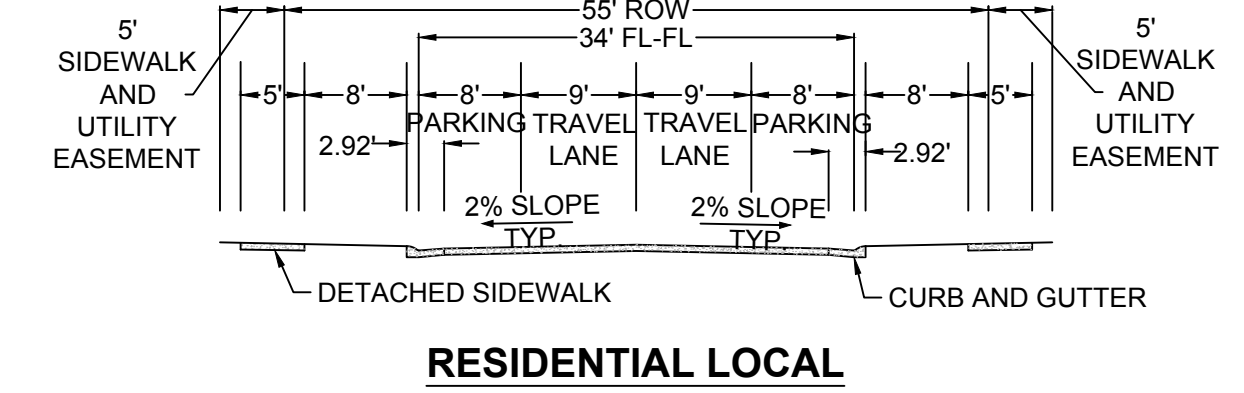 55' ROW
34' FL-FL
5'
SIDEWALK
AND
UTILITY
EASEMENT
5'
SIDEWALK
AND
UTILITY
EASEMENT
5' 8' 8' 9' 9' 8' 8' 5'
PARKING TRAVEL TRAVEL PARKING
LANE LANE
2.92' 2.92'
2% SLOPE 2% SLOPE
TYP. TYP.
DETACHED SIDEWALK
CURB AND GUTTER
RESIDENTIAL LOCAL